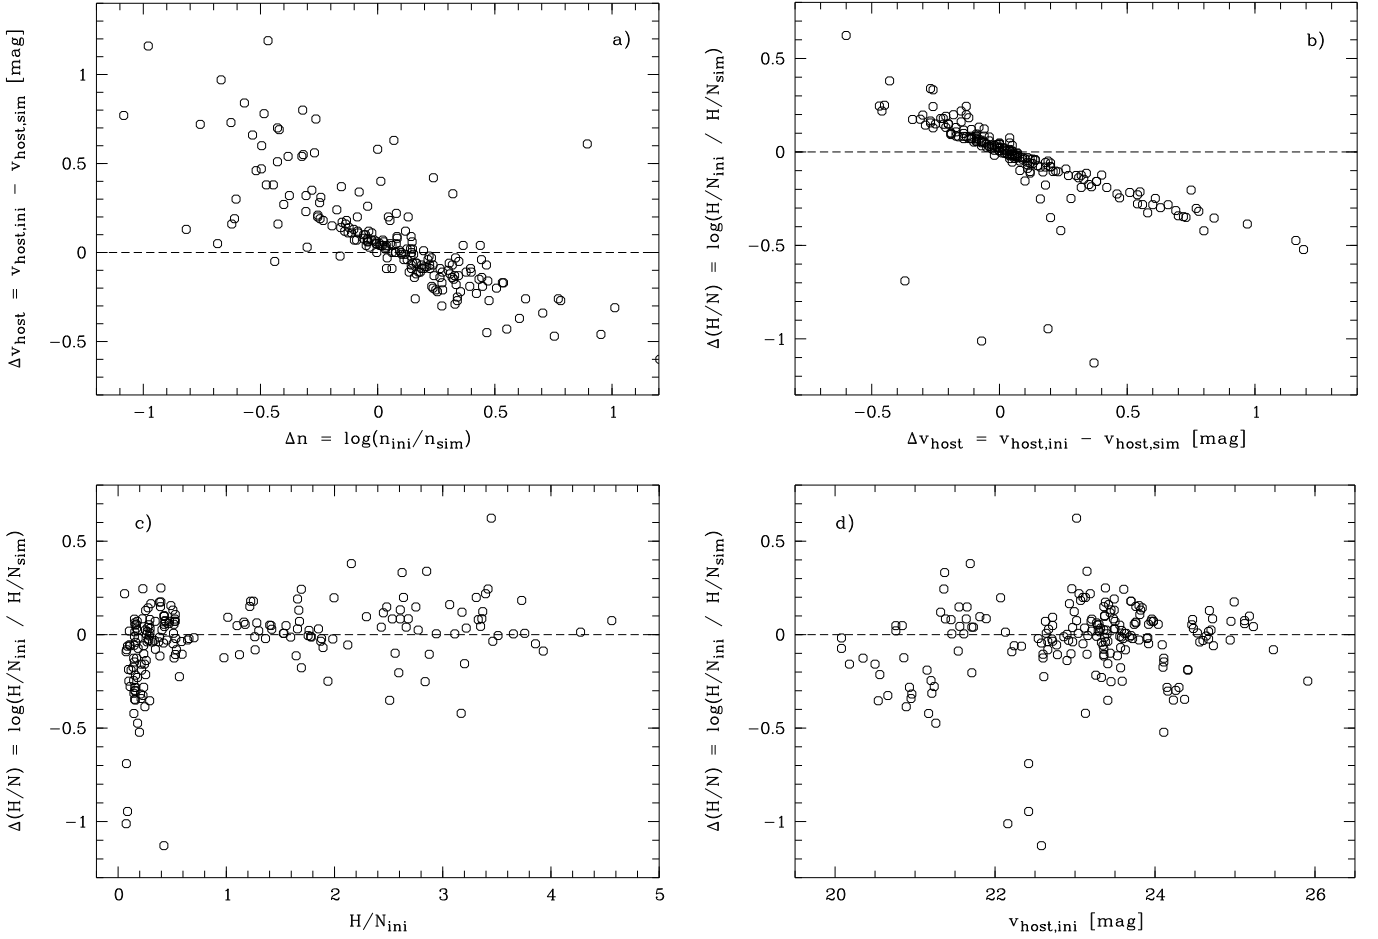 a)
1
0.5
0
−0.5
Δv_host = v_host,ini − v_host,sim [mag]
−1 −0.5 0 0.5 1
Δn = log(n_ini/n_sim)
b)
0.5
0
−0.5
−1
Δ(H/N) = log(H/N_ini / H/N_sim)
−0.5 0 0.5 1
Δv_host = v_host,ini - v_host,sim [mag]
c)
0.5
0
−0.5
−1
Δ(H/N) = log(H/N_ini / H/N_sim)
0 1 2 3 4 5
H/N_ini
d)
0.5
0
−0.5
−1
Δ(H/N) = log(H/N_ini / H/N_sim)
20 22 24 26
v_host,ini [mag]